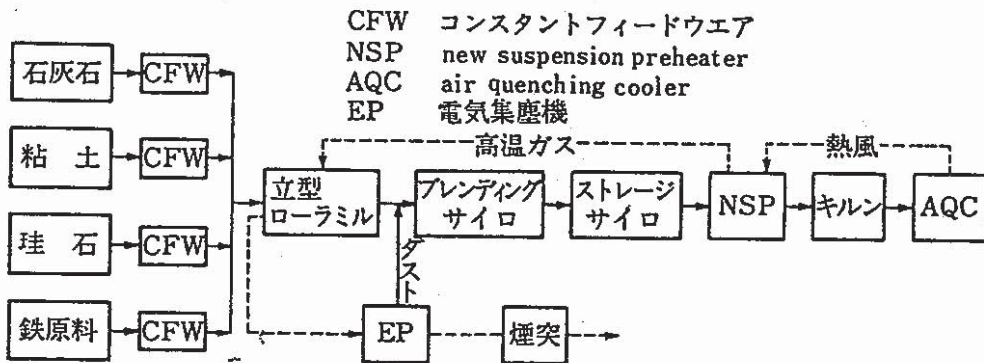 CFW コンスタントフィードウエア
NSP new suspension preheater
AQC air quenching cooler
EP 電気集塵機
石灰石 CFW
粘土 CFW
珪石 CFW
鉄原料 CFW
高温ガス
熱風
立型
ローラミル
ブレンディング
サイロ
ストレージ
サイロ
NSP
キルン
AQC
ダスト
EP
煙突